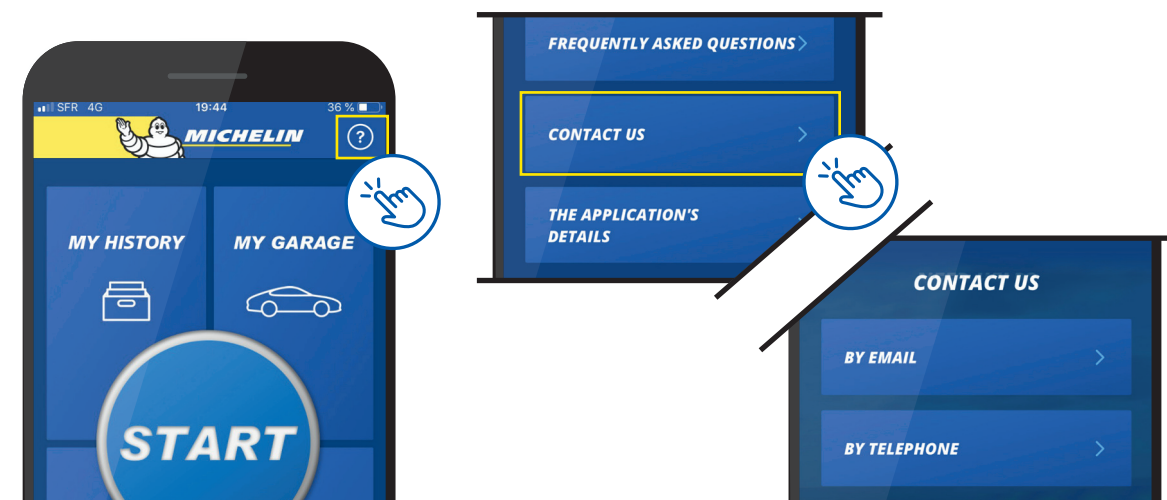 SFR 4G 19:44 36 %
MICHELIN
?
MY HISTORY
MY GARAGE
START
FREQUENTLY ASKED QUESTIONS
CONTACT US
THE APPLICATION'S
DETAILS
CONTACT US
BY EMAIL
BY TELEPHONE